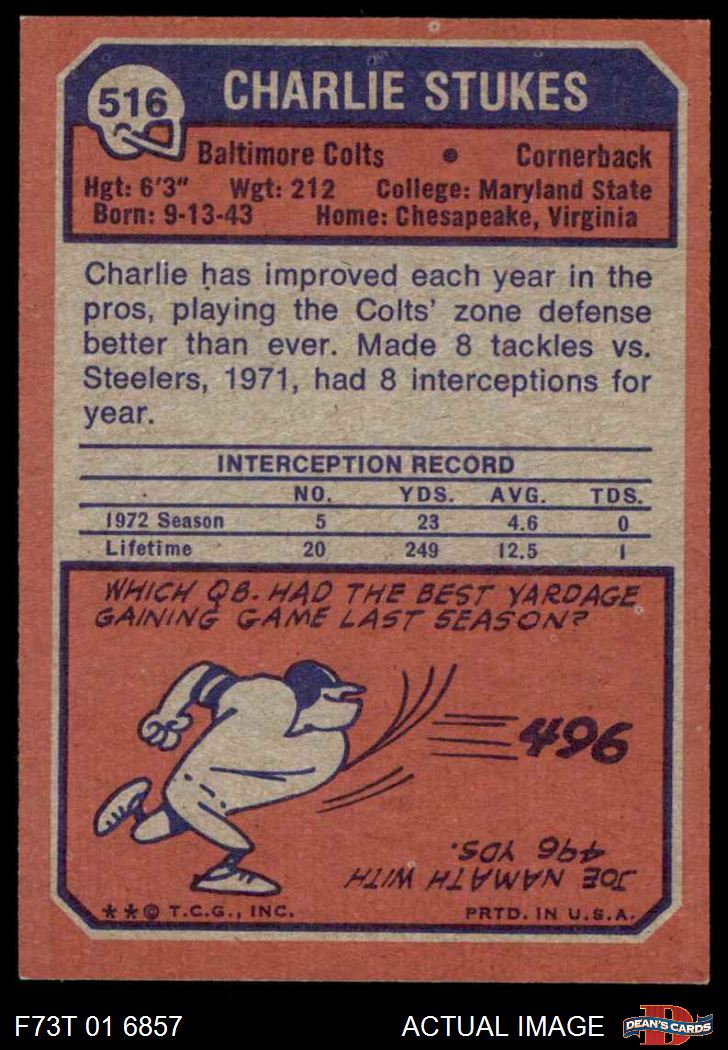 516
CHARLIE STUKES
Baltimore Colts • Cornerback
Hgt: 6'3" Wgt: 212 College: Maryland State
Born: 9-13-43 Home: Chesapeake, Virginia
Charlie has improved each year in the
pros, playing the Colts' zone defense
better than ever. Made 8 tackles vs.
Steelers, 1971, had 8 interceptions for
year.
INTERCEPTION RECORD
NO. YDS. AVG. TDS.
1972 Season 5 23 4.6 0
Lifetime 20 249 12.5 1
WHICH QB. HAD THE BEST YARDAGE
GAINING GAME LAST SEASON?
496
JOE NAMATH WITH
496 YDS.
**© T.C.G., INC. PRTD. IN U.S.A.
F73T 01 6857 ACTUAL IMAGE
D
DEAN'S CARDS